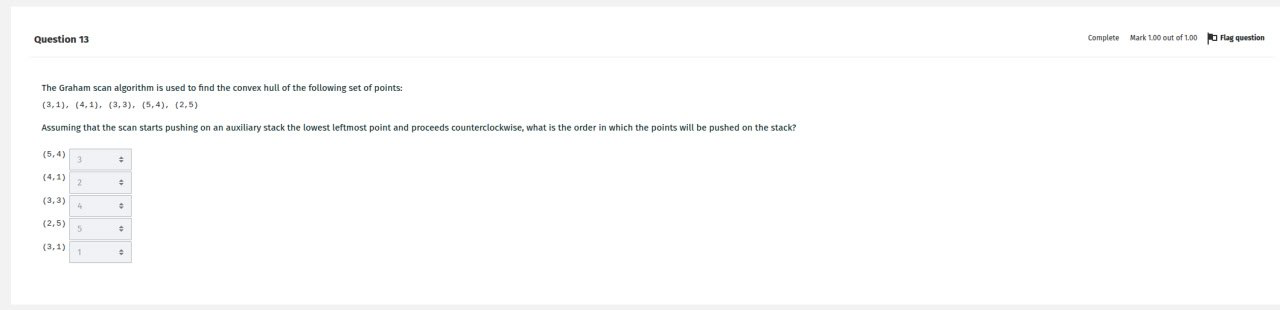 Question 13
Complete Mark 1.00 out of 1.00 Flag question
The Graham scan algorithm is used to find the convex hull of the following set of points:
(3,1), (4,1), (3,3), (5,4), (2,5)
Assuming that the scan starts pushing on an auxiliary stack the lowest leftmost point and proceeds counterclockwise, what is the order in which the points will be pushed on the stack?
(5,4) 3
(4,1) 2
(3,3) 4
(2,5) 5
(3,1) 1